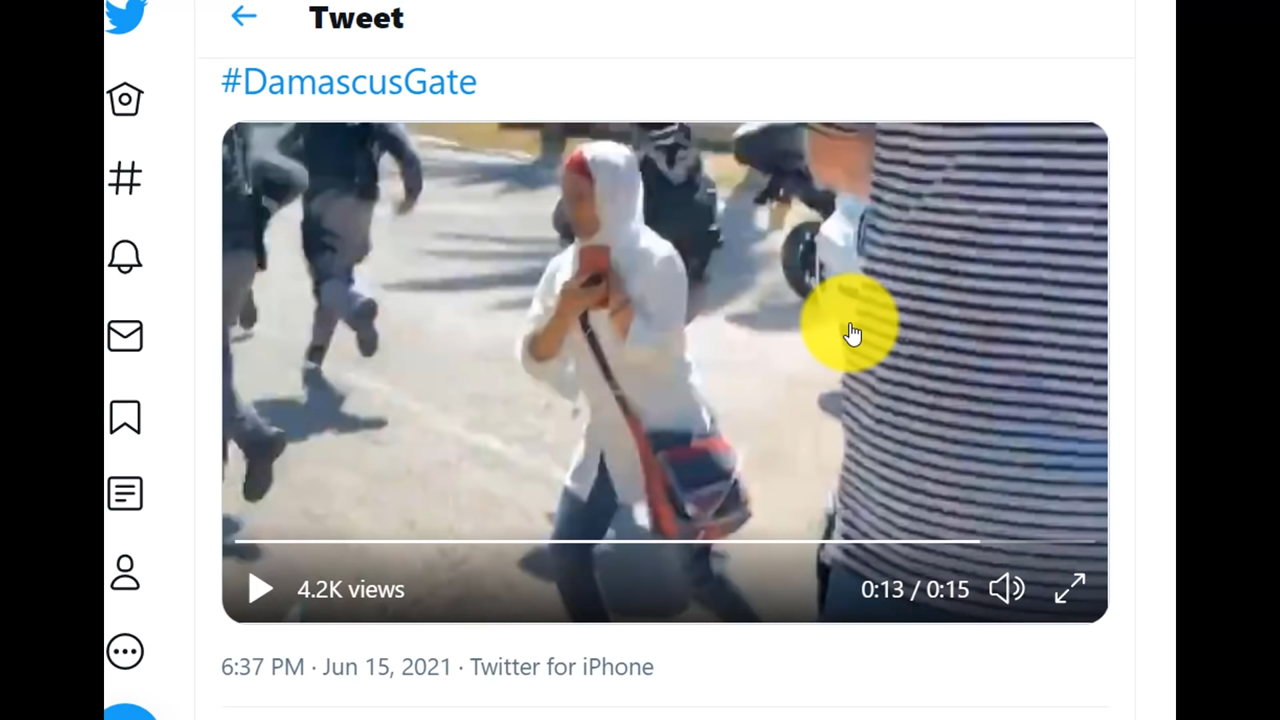 Tweet
#DamascusGate
4.2K views
0:13 / 0:15
6:37 PM · Jun 15, 2021 · Twitter for iPhone